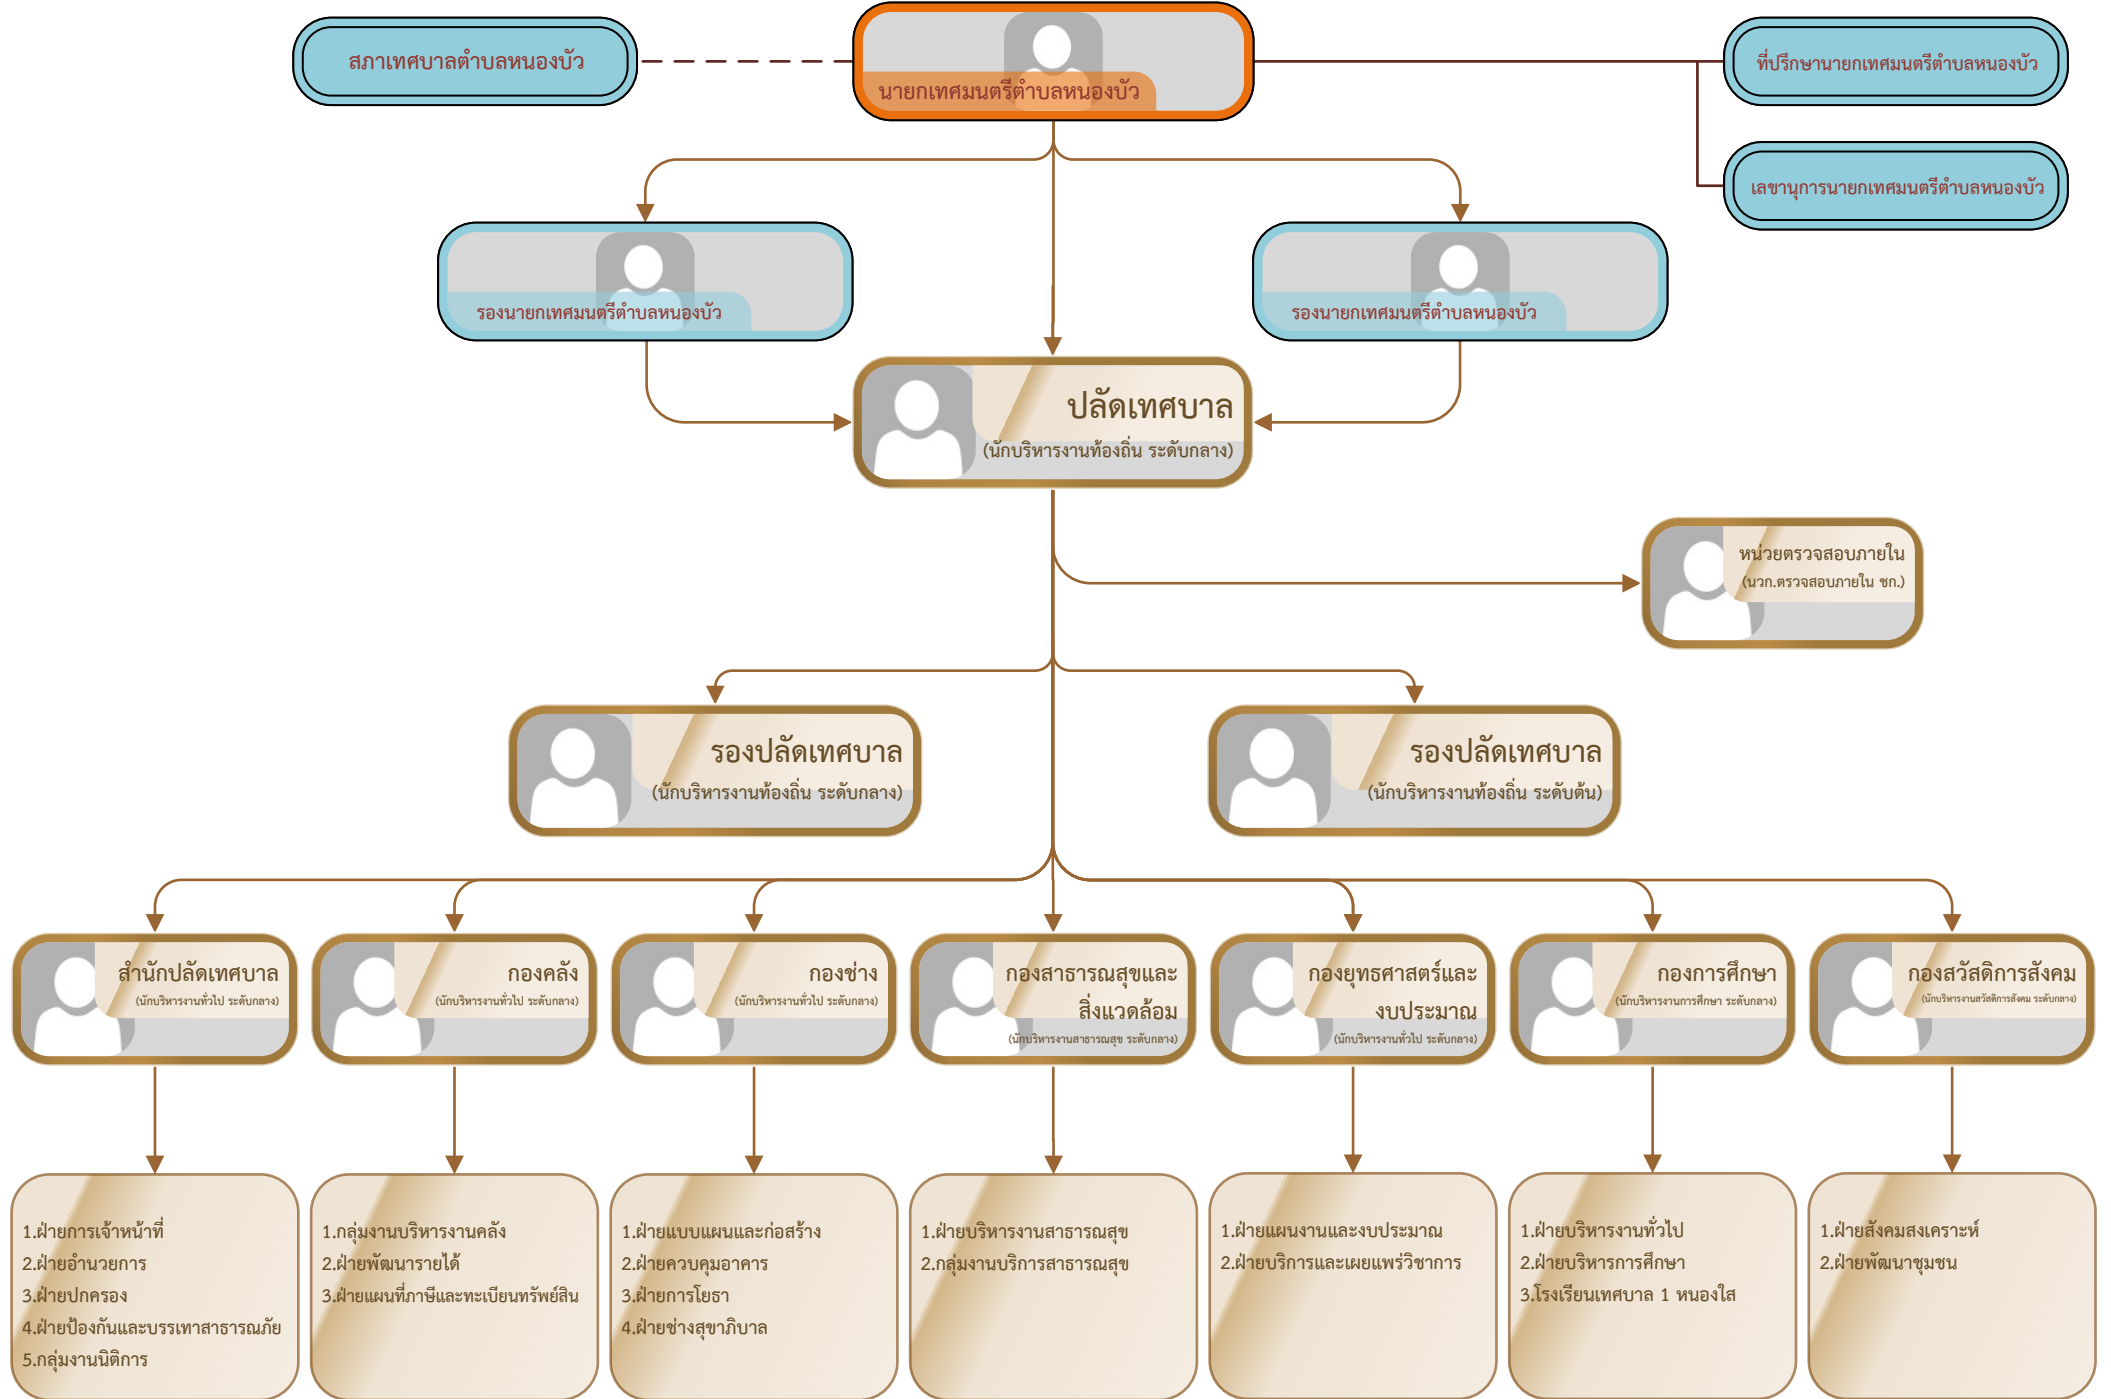 สภาเทศบาลตำบลหนองบัว
นายกเทศมนตรีตำบลหนองบัว
ที่ปรึกษานายกเทศมนตรีตำบลหนองบัว
เลขานุการนายกเทศมนตรีตำบลหนองบัว
รองนายกเทศมนตรีตำบลหนองบัว
รองนายกเทศมนตรีตำบลหนองบัว
ปลัดเทศบาล
(นักบริหารงานท้องถิ่น ระดับกลาง)
หน่วยตรวจสอบภายใน
(นวก.ตรวจสอบภายใน ชก.)
รองปลัดเทศบาล
(นักบริหารงานท้องถิ่น ระดับกลาง)
รองปลัดเทศบาล
(นักบริหารงานท้องถิ่น ระดับต้น)
สำนักปลัดเทศบาล
(นักบริหารงานทั่วไป ระดับกลาง)
กองคลัง
(นักบริหารงานทั่วไป ระดับกลาง)
กองช่าง
(นักบริหารงานทั่วไป ระดับกลาง)
กองสาธารณสุขและ
สิ่งแวดล้อม
(นักบริหารงานสาธารณสุข ระดับกลาง)
กองยุทธศาสตร์และ
งบประมาณ
(นักบริหารงานทั่วไป ระดับกลาง)
กองการศึกษา
(นักบริหารงานการศึกษา ระดับกลาง)
กองสวัสดิการสังคม
(นักบริหารงานสวัสดิการสังคม ระดับกลาง)
1.ฝ่ายการเจ้าหน้าที่
2.ฝ่ายอำนวยการ
3.ฝ่ายปกครอง
4.ฝ่ายป้องกันและบรรเทาสาธารณภัย
5.กลุ่มงานนิติการ
1.กลุ่มงานบริหารงานคลัง
2.ฝ่ายพัฒนารายได้
3.ฝ่ายแผนที่ภาษีและทะเบียนทรัพย์สิน
1.ฝ่ายแบบแผนและก่อสร้าง
2.ฝ่ายควบคุมอาคาร
3.ฝ่ายการโยธา
4.ฝ่ายช่างสุขาภิบาล
1.ฝ่ายบริหารงานสาธารณสุข
2.กลุ่มงานบริการสาธารณสุข
1.ฝ่ายแผนงานและงบประมาณ
2.ฝ่ายบริการและเผยแพร่วิชาการ
1.ฝ่ายบริหารงานทั่วไป
2.ฝ่ายบริหารการศึกษา
3.โรงเรียนเทศบาล 1 หนองใส
1.ฝ่ายสังคมสงเคราะห์
2.ฝ่ายพัฒนาชุมชน